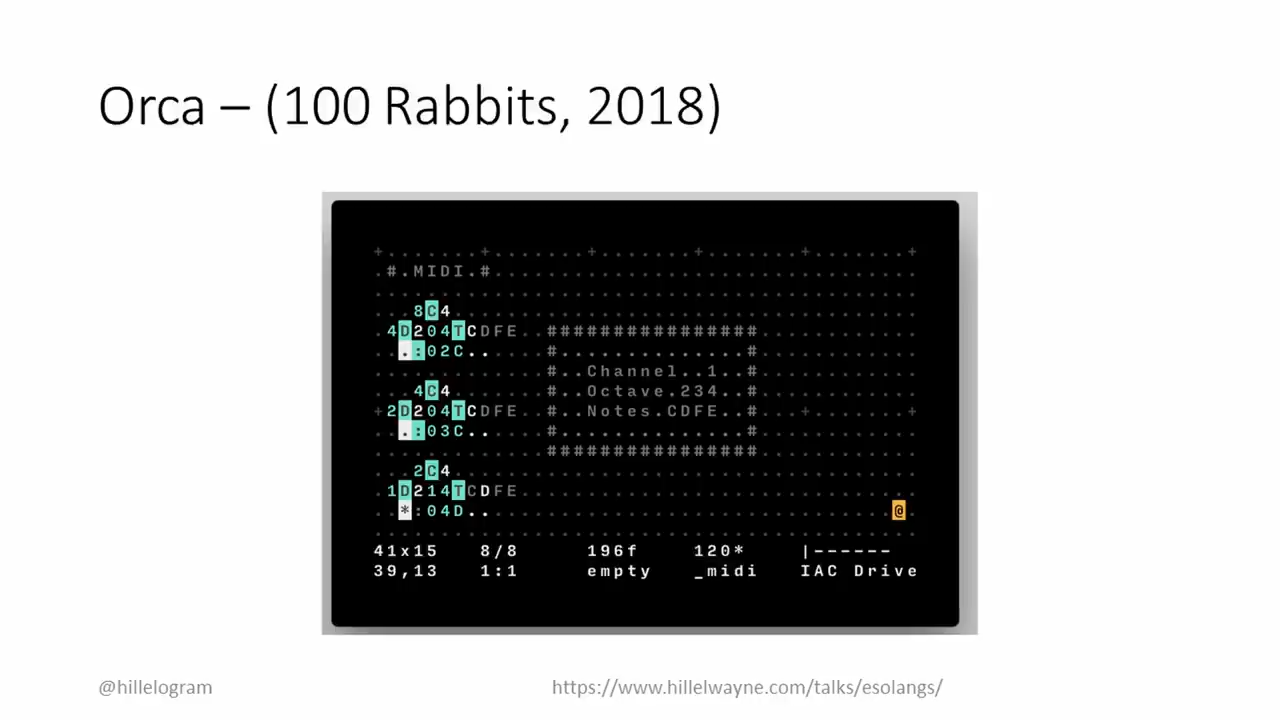 Orca – (100 Rabbits, 2018)
+.......+.......+.......+.......+.......+
.#.MIDI.#................................
.........................................
...8C4...................................
.4D204TCDFE..################............
...:02C......#..............#............
.............#..Channel..1..#............
...4C4.......#..Octave.234..#............
+2D204TCDFE..#..Notes.CDFE..#...+.......+
...:03C......#..............#............
.............################............
...2C4...................................
.1D214TCDFE..............................
..*:04D................................@.
.........................................
41x15 8/8 196f 120* |------
39,13 1:1 empty _midi IAC Drive
@hillelogram
https://www.hillelwayne.com/talks/esolangs/